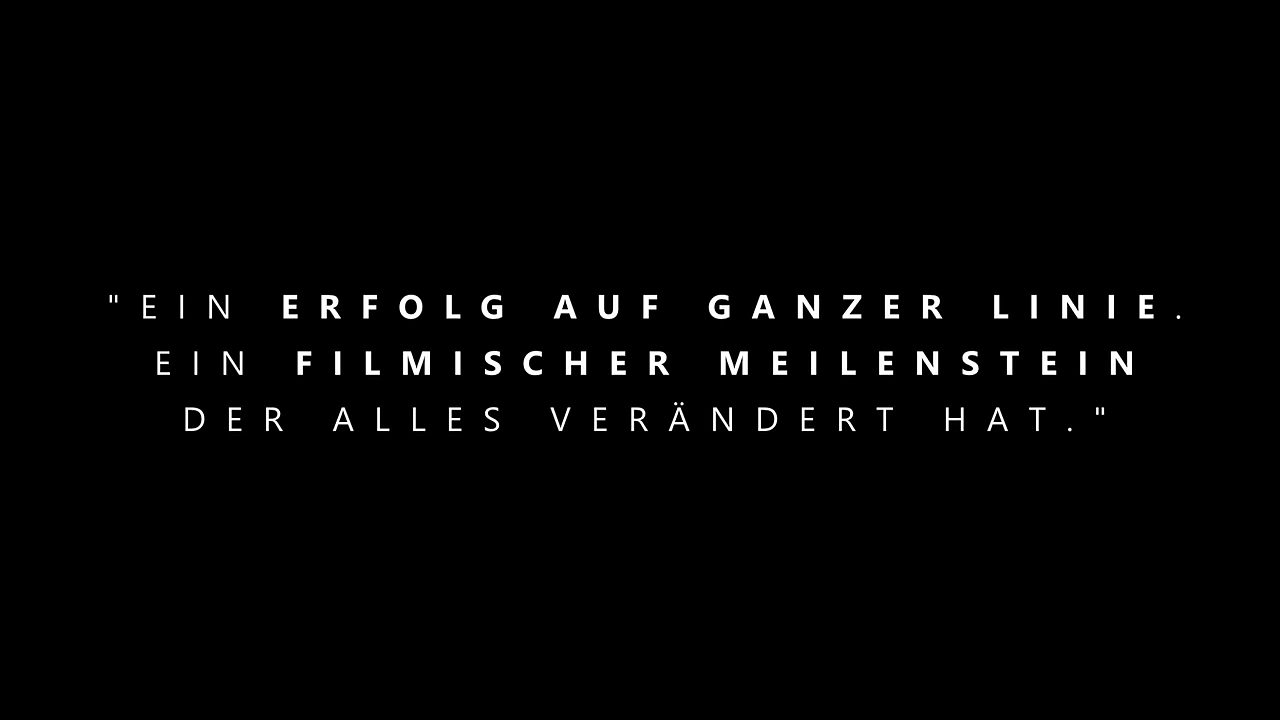 "EIN ERFOLG AUF GANZER LINIE.
EIN FILMISCHER MEILENSTEIN
DER ALLES VERÄNDERT HAT."